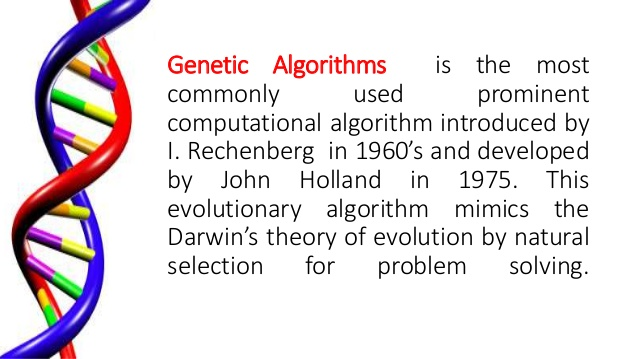 Genetic Algorithms is the most
commonly used prominent
computational algorithm introduced by
I. Rechenberg in 1960’s and developed
by John Holland in 1975. This
evolutionary algorithm mimics the
Darwin’s theory of evolution by natural
selection for problem solving.